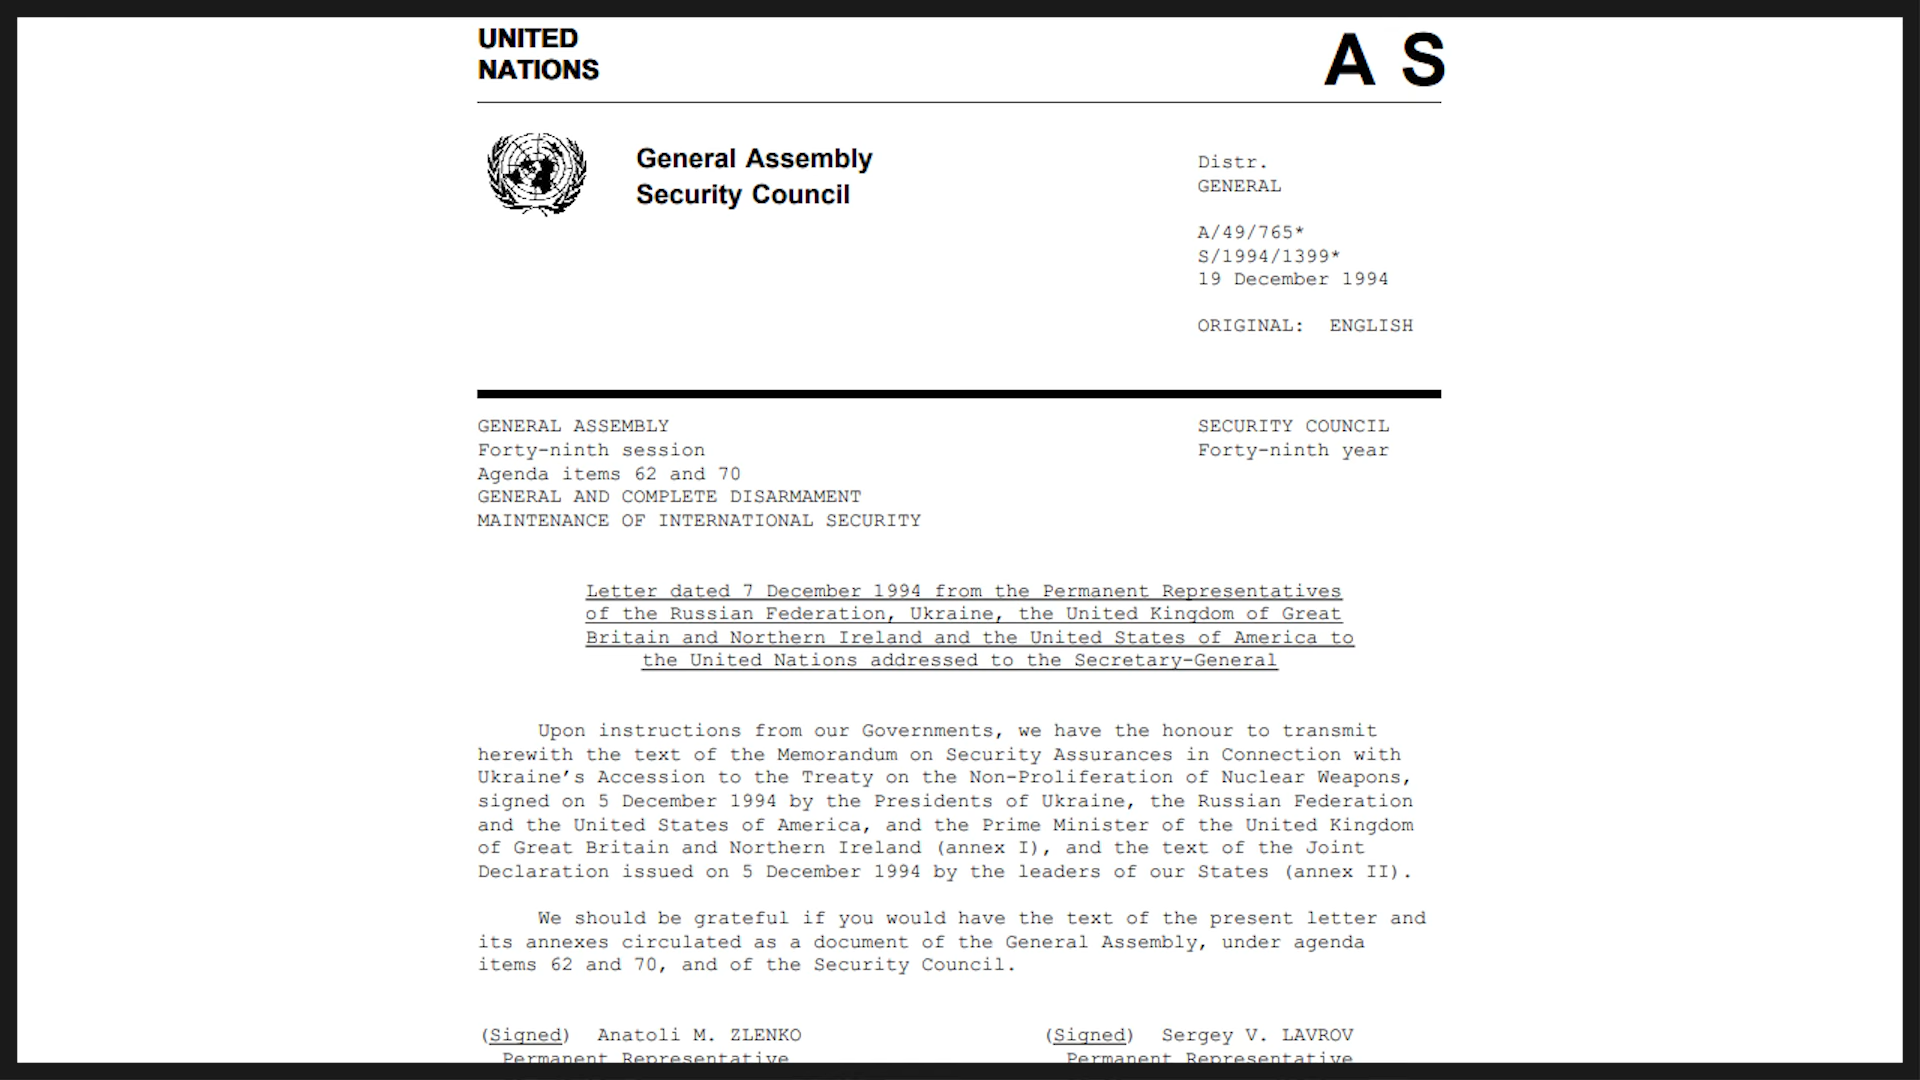 UNITED
NATIONS
A S
General Assembly
Security Council
Distr.
GENERAL
A/49/765*
S/1994/1399*
19 December 1994
ORIGINAL: ENGLISH
GENERAL ASSEMBLY
Forty-ninth session
Agenda items 62 and 70
GENERAL AND COMPLETE DISARMAMENT
MAINTENANCE OF INTERNATIONAL SECURITY
SECURITY COUNCIL
Forty-ninth year
Letter dated 7 December 1994 from the Permanent Representatives
of the Russian Federation, Ukraine, the United Kingdom of Great
Britain and Northern Ireland and the United States of America to
the United Nations addressed to the Secretary-General
Upon instructions from our Governments, we have the honour to transmit
herewith the text of the Memorandum on Security Assurances in Connection with
Ukraine's Accession to the Treaty on the Non-Proliferation of Nuclear Weapons,
signed on 5 December 1994 by the Presidents of Ukraine, the Russian Federation
and the United States of America, and the Prime Minister of the United Kingdom
of Great Britain and Northern Ireland (annex I), and the text of the Joint
Declaration issued on 5 December 1994 by the leaders of our States (annex II).
We should be grateful if you would have the text of the present letter and
its annexes circulated as a document of the General Assembly, under agenda
items 62 and 70, and of the Security Council.
(Signed) Anatoli M. ZLENKO
Permanent Representative
(Signed) Sergey V. LAVROV
Permanent Representative